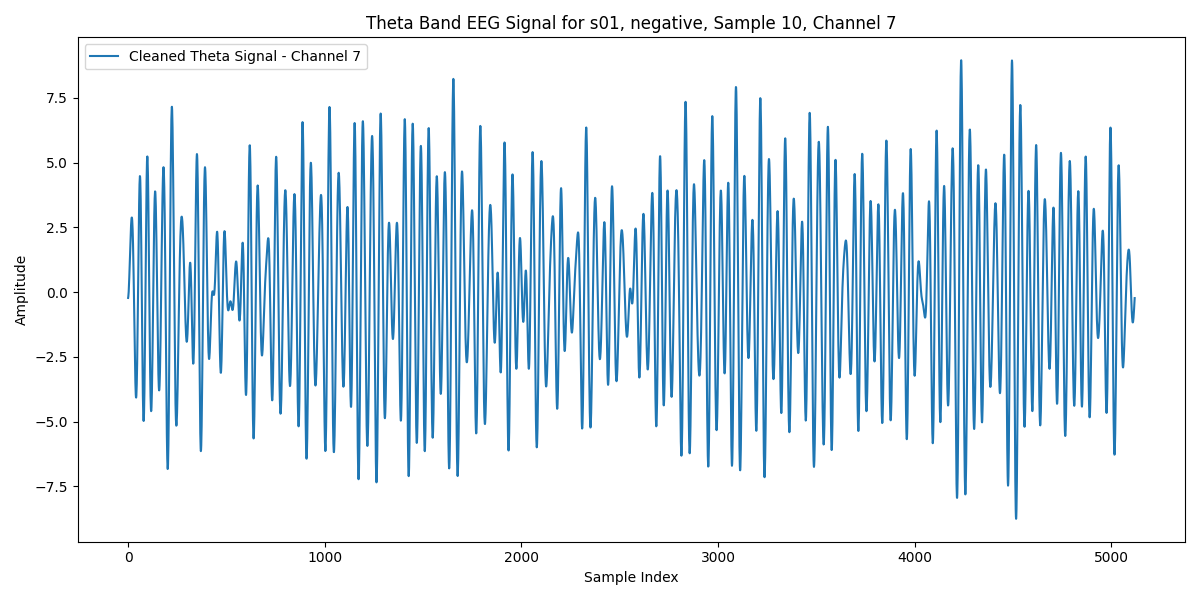 Theta Band EEG Signal for s01, negative, Sample 10, Channel 7
Cleaned Theta Signal - Channel 7
Amplitude
7.5
5.0
2.5
0.0
−2.5
−5.0
−7.5
0 1000 2000 3000 4000 5000
Sample Index